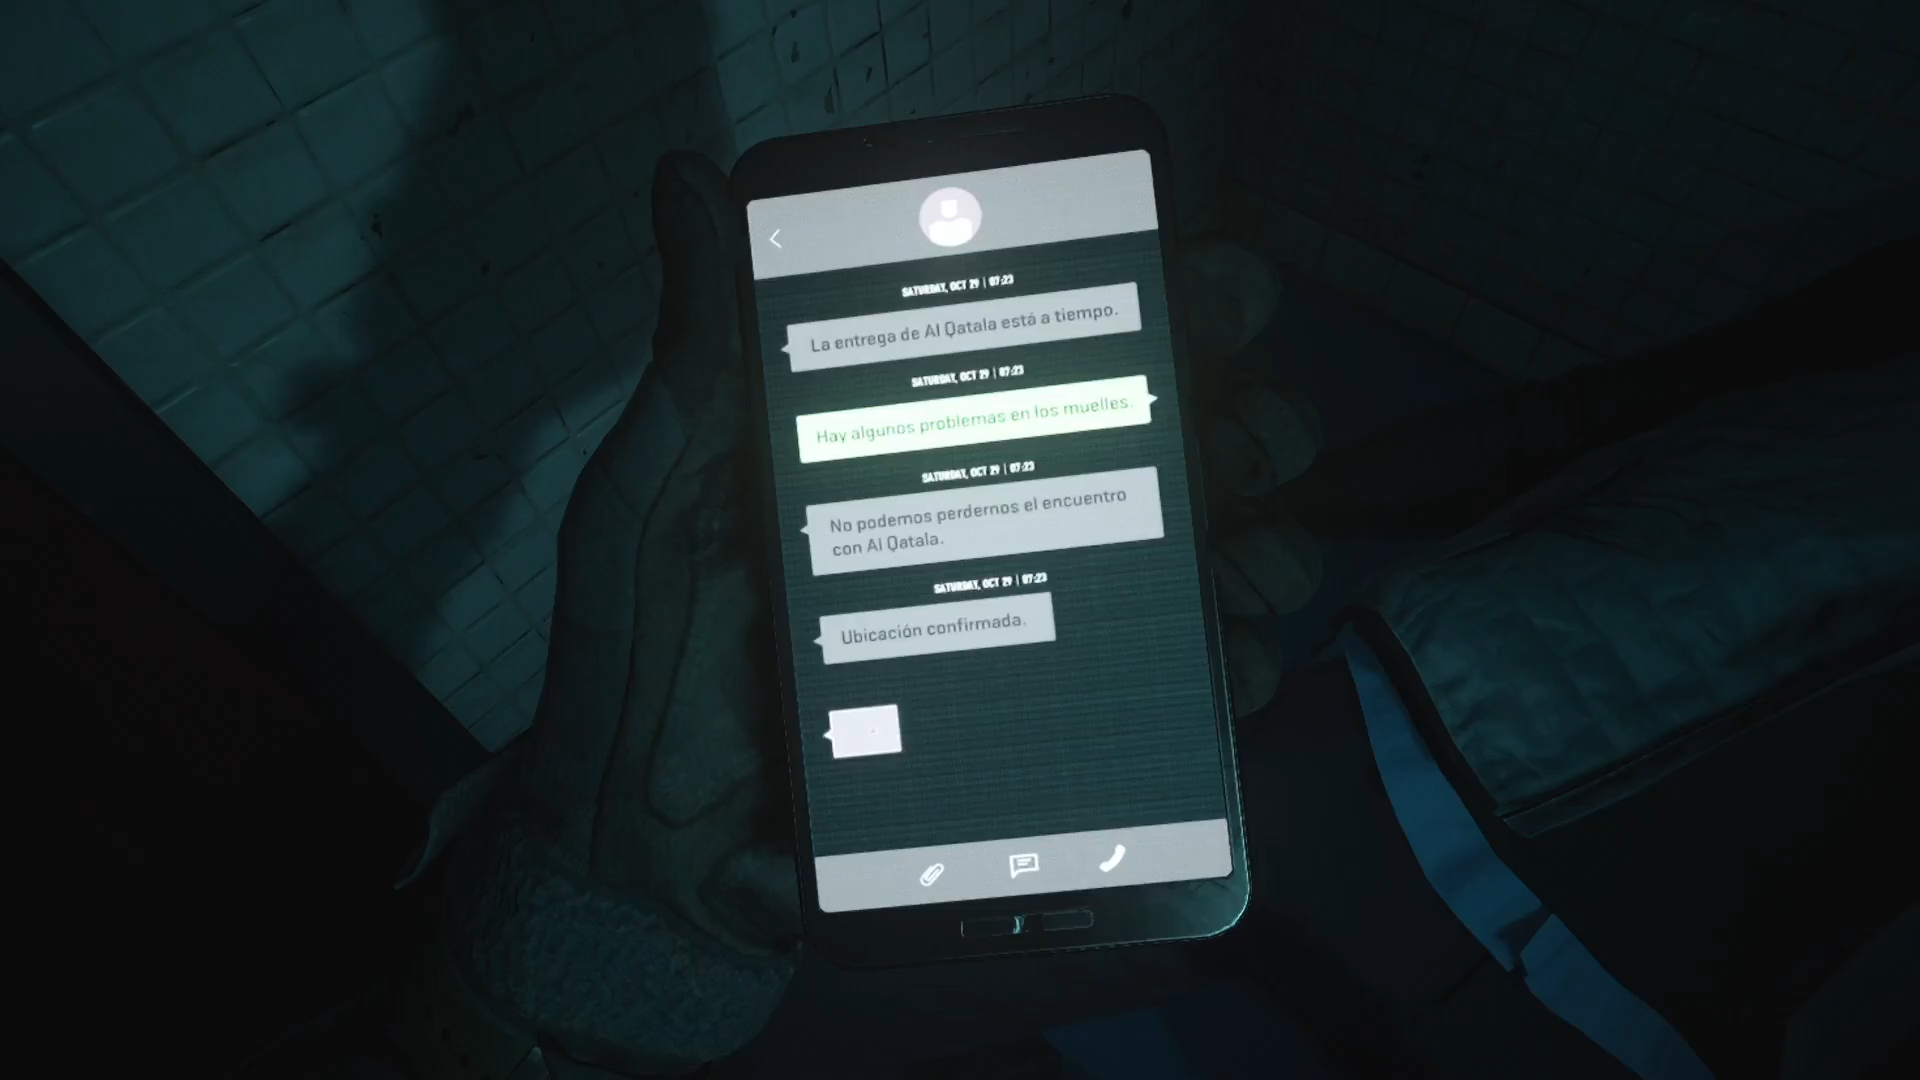 SATURDAY, OCT 29 | 07:23
La entrega de Al Qatala está a tiempo.
SATURDAY, OCT 29 | 07:23
Hay algunos problemas en los muelles.
SATURDAY, OCT 29 | 07:23
No podemos perdernos el encuentro
con Al Qatala.
SATURDAY, OCT 29 | 07:23
Ubicación confirmada.